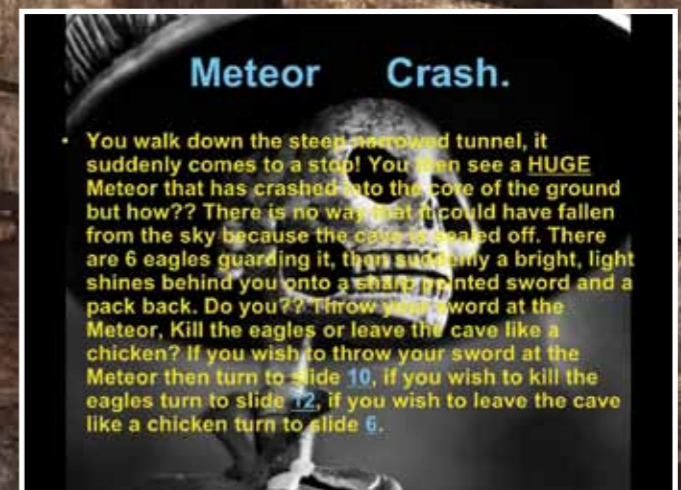 Meteor Crash.
• You walk down the steep narrowed tunnel, it
suddenly comes to a stop! You then see a HUGE
Meteor that has crashed into the core of the ground
but how?? There is no way that it could have fallen
from the sky because the cave is sealed off. There
are 6 eagles guarding it, then suddenly a bright, light
shines behind you onto a sharp pointed sword and a
pack back. Do you?? Throw your sword at the
Meteor, Kill the eagles or leave the cave like a
chicken? If you wish to throw your sword at the
Meteor then turn to slide 10, if you wish to kill the
eagles turn to slide 12, if you wish to leave the cave
like a chicken turn to slide 6.